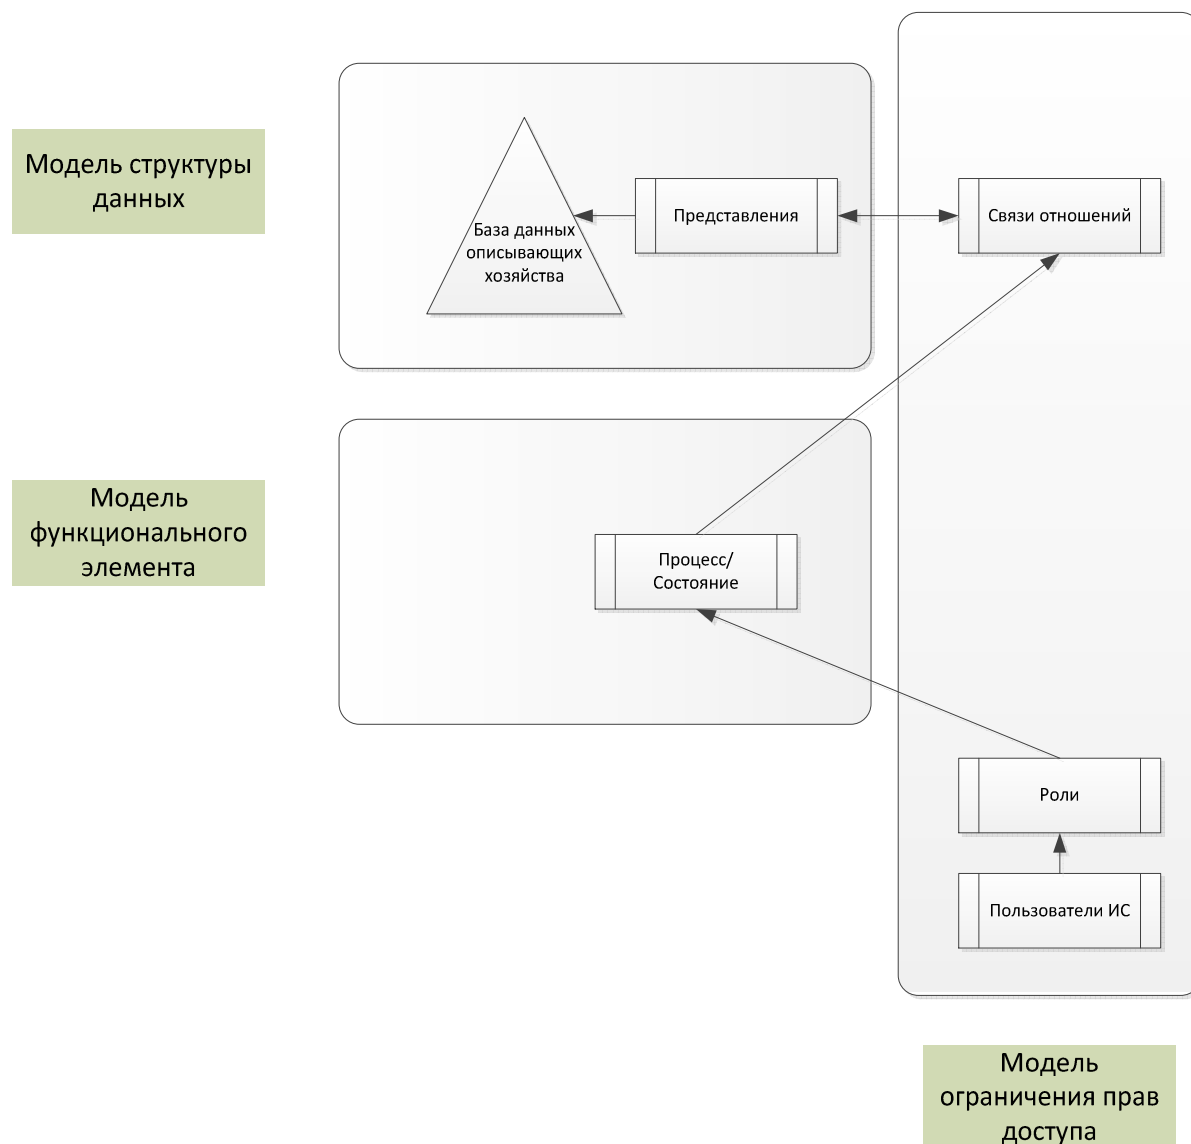 Модель структуры
данных
База данных
описывающих
хозяйства
Представления
Связи отношений
Модель
функционального
элемента
Процесс/
Состояние
Роли
Пользователи ИС
Модель
ограничения прав
доступа